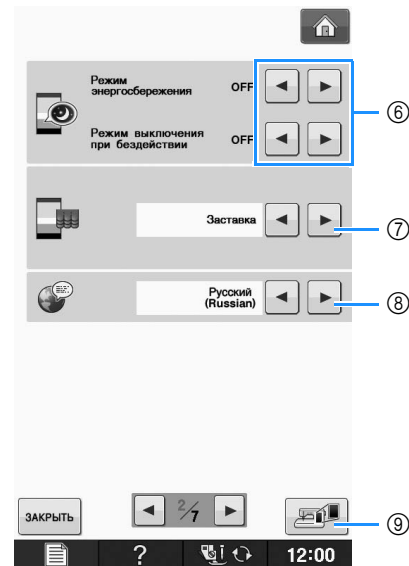 Режим
энергосбережения OFF
⑥
Режим выключения
при бездействии OFF
Заставка
⑦
Русский
(Russian)
⑧
ЗАКРЫТЬ
2/7
⑨
?
12:00